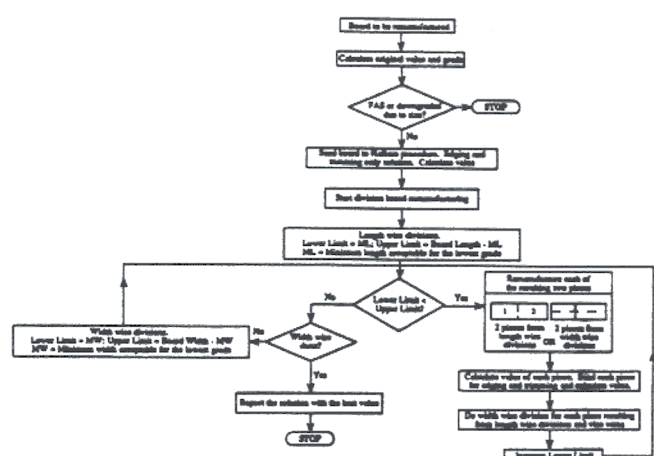 Board to be remanufactured
Calculate original value and grade
FAS or downgraded
due to size?
STOP
No
Send board to Kallean procedure. Edging and
trimming only solution. Calculate value
Start division based remanufacturing
Length wise divisions.
Lower Limit = ML; Upper Limit = Board Length - ML
ML = Minimum length acceptable for the lowest grade
Remanufacture each of
the resulting two pieces
No
Lower Limit <
Upper Limit?
Yes
1 2
2 pieces from
length wise
divisions
OR
2 pieces from
width wise
divisions
Width wise divisions.
Lower Limit = MW; Upper Limit = Board Width - MW
MW = Minimum width acceptable for the lowest grade
No
Width wise
done?
Yes
Calculate value of each piece. Send each piece
for edging and trimming and calculate value.
Report the solution with the best value
Do width wise division for each piece resulting
from length wise divisions and vice versa
STOP
Increase Lower Limit